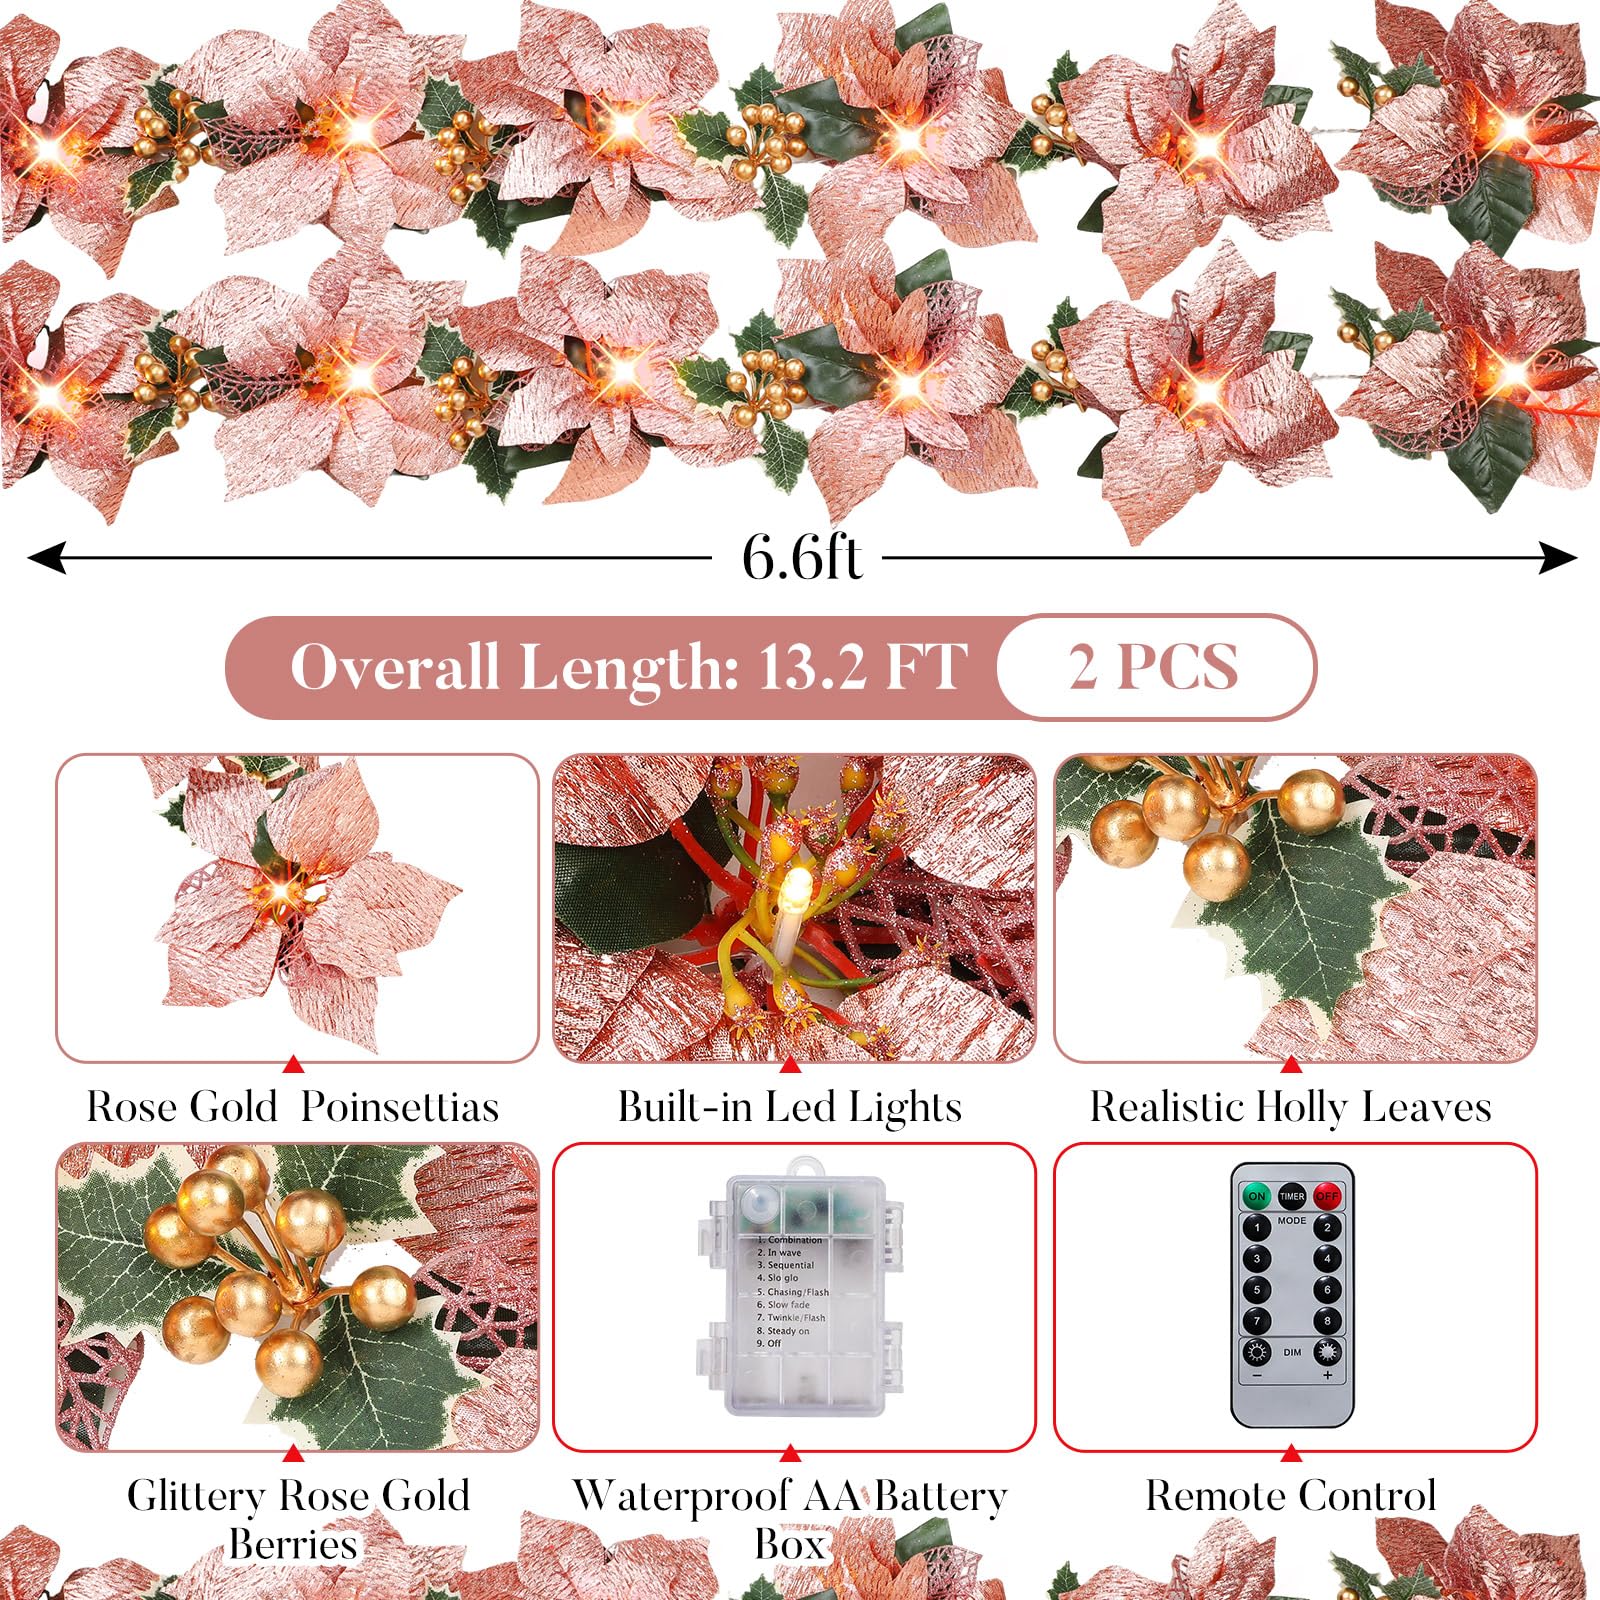 6.6ft
Overall Length: 13.2 FT
2 PCS
Rose Gold Poinsettias
Built-in Led Lights
Realistic Holly Leaves
1. Combination
2. In wave
3. Sequential
4. Slo glo
5. Chasing/Flash
6. Slow fade
7. Twinkle/Flash
8. Steady on
9. Off
ON TIMER OFF
MODE
1 2
3 4
5 6
7 8
DIM
− +
Glittery Rose Gold
Berries
Waterproof AA Battery
Box
Remote Control